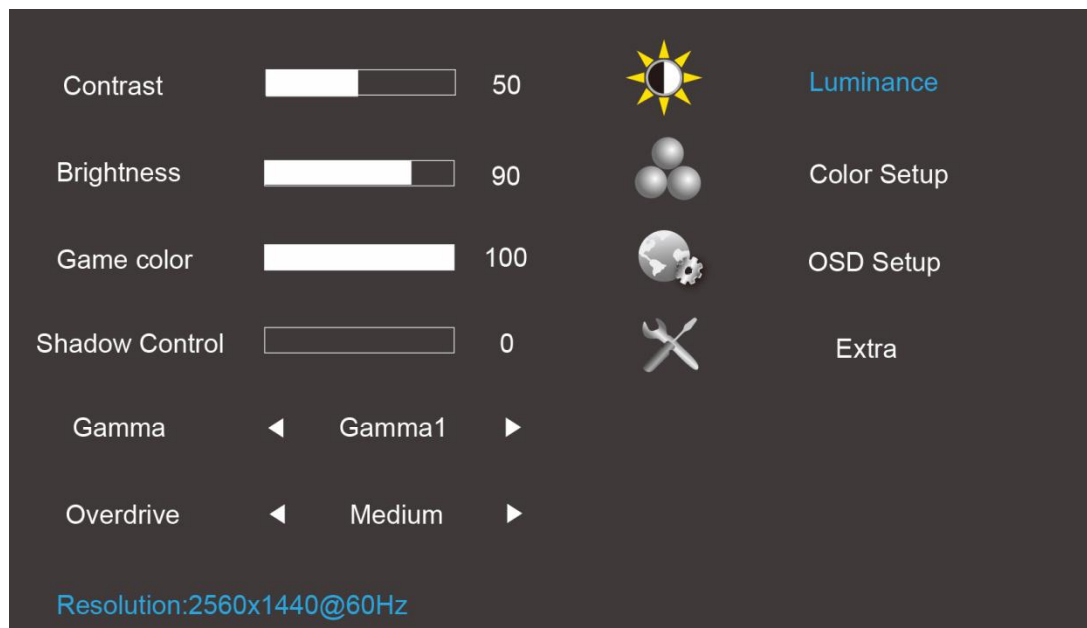 Contrast 50 Luminance
Brightness 90 Color Setup
Game color 100 OSD Setup
Shadow Control 0 Extra
Gamma Gamma1
Overdrive Medium
Resolution:2560x1440@60Hz